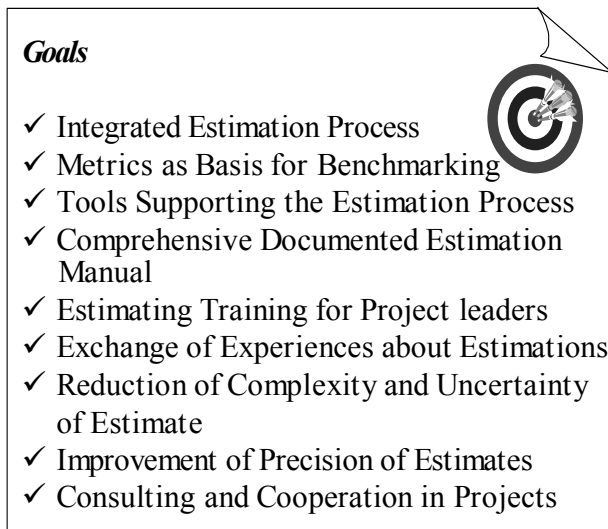 Goals
✓ Integrated Estimation Process
✓ Metrics as Basis for Benchmarking
✓ Tools Supporting the Estimation Process
✓ Comprehensive Documented Estimation
Manual
✓ Estimating Training for Project leaders
✓ Exchange of Experiences about Estimations
✓ Reduction of Complexity and Uncertainty
of Estimate
✓ Improvement of Precision of Estimates
✓ Consulting and Cooperation in Projects